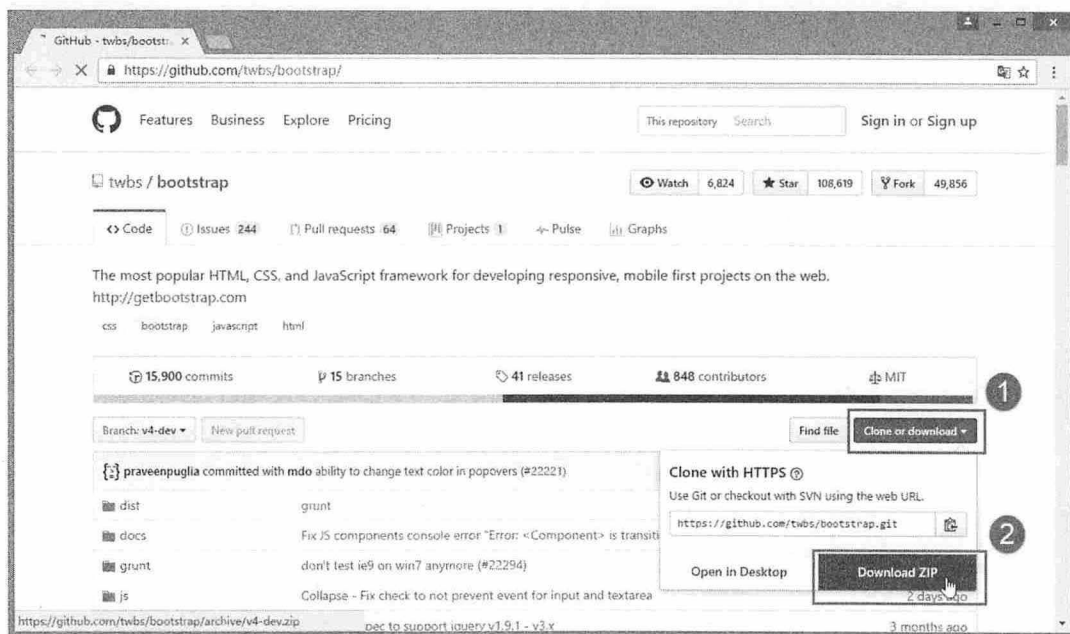 GitHub - twbs/bootstr
https://github.com/twbs/bootstrap/
Features Business Explore Pricing
This repository Search
Sign in or Sign up
twbs / bootstrap
Watch 6,824
Star 108,619
Fork 49,856
Code
Issues 244
Pull requests 64
Projects 1
Pulse
Graphs
The most popular HTML, CSS, and JavaScript framework for developing responsive, mobile first projects on the web.
http://getbootstrap.com
css bootstrap javascript html
15,900 commits
15 branches
41 releases
848 contributors
MIT
1
Branch: v4-dev
New pull request
Find file
Clone or download
praveenpuglia committed with mdo ability to change text color in popovers (#22221)
Clone with HTTPS
Use Git or checkout with SVN using the web URL.
https://github.com/twbs/bootstrap.git
2
Open in Desktop
Download ZIP
dist grunt
docs Fix JS components console error "Error: <Component> is transiti
grunt don't test ie9 on win7 anymore (#22294)
js Collapse - Fix check to not prevent event for input and textarea 2 days ago
https://github.com/twbs/bootstrap/archive/v4-dev.zip
pec to support jquery v1.9.1 - v3.x 3 months ago